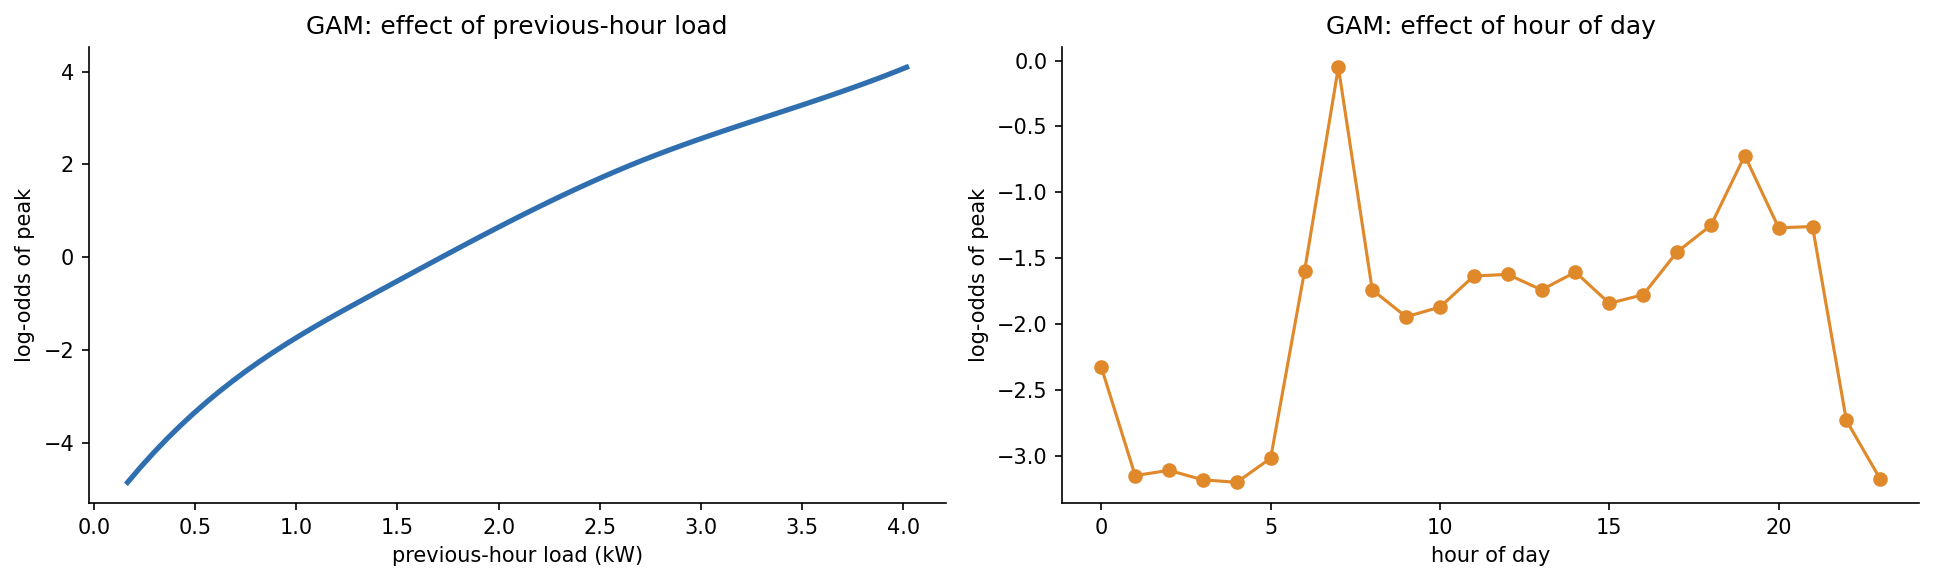 GAM: effect of previous-hour load
log-odds of peak
4
2
0
−2
−4
0.0 0.5 1.0 1.5 2.0 2.5 3.0 3.5 4.0
previous-hour load (kW)
GAM: effect of hour of day
log-odds of peak
0.0
−0.5
−1.0
−1.5
−2.0
−2.5
−3.0
0 5 10 15 20
hour of day